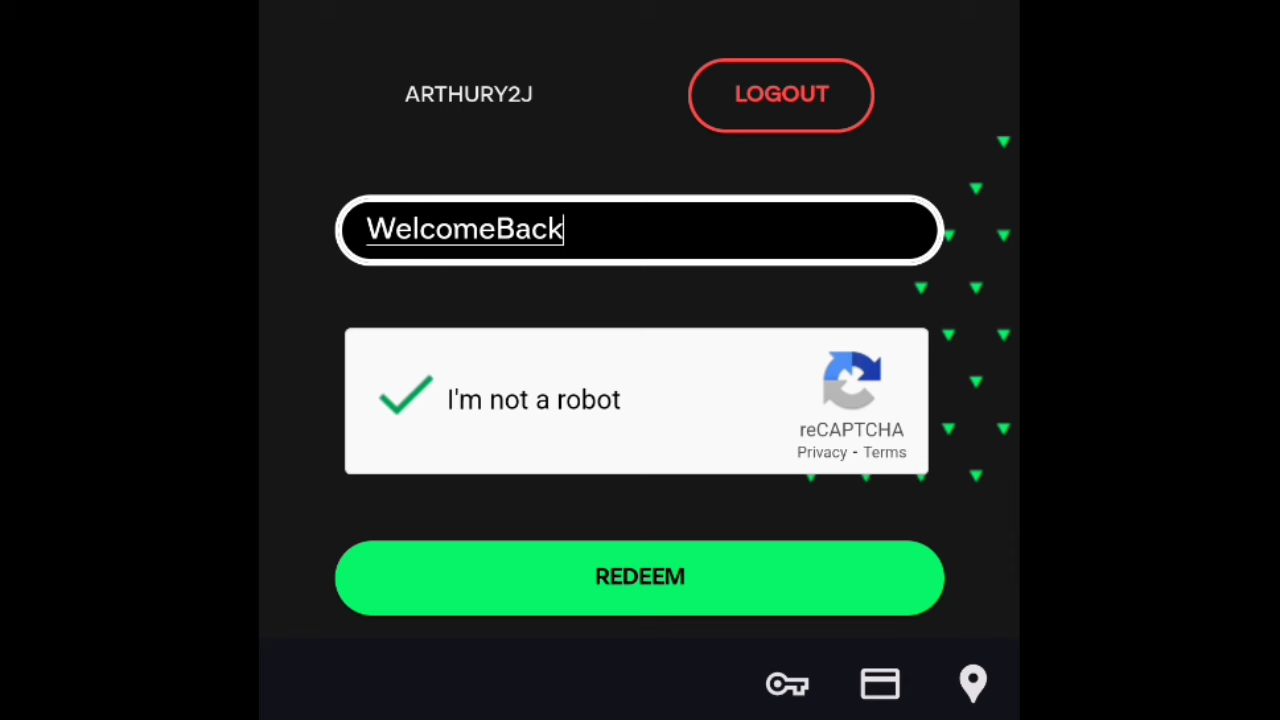 ARTHURY2J
LOGOUT
WelcomeBack
I'm not a robot
reCAPTCHA
Privacy - Terms
REDEEM